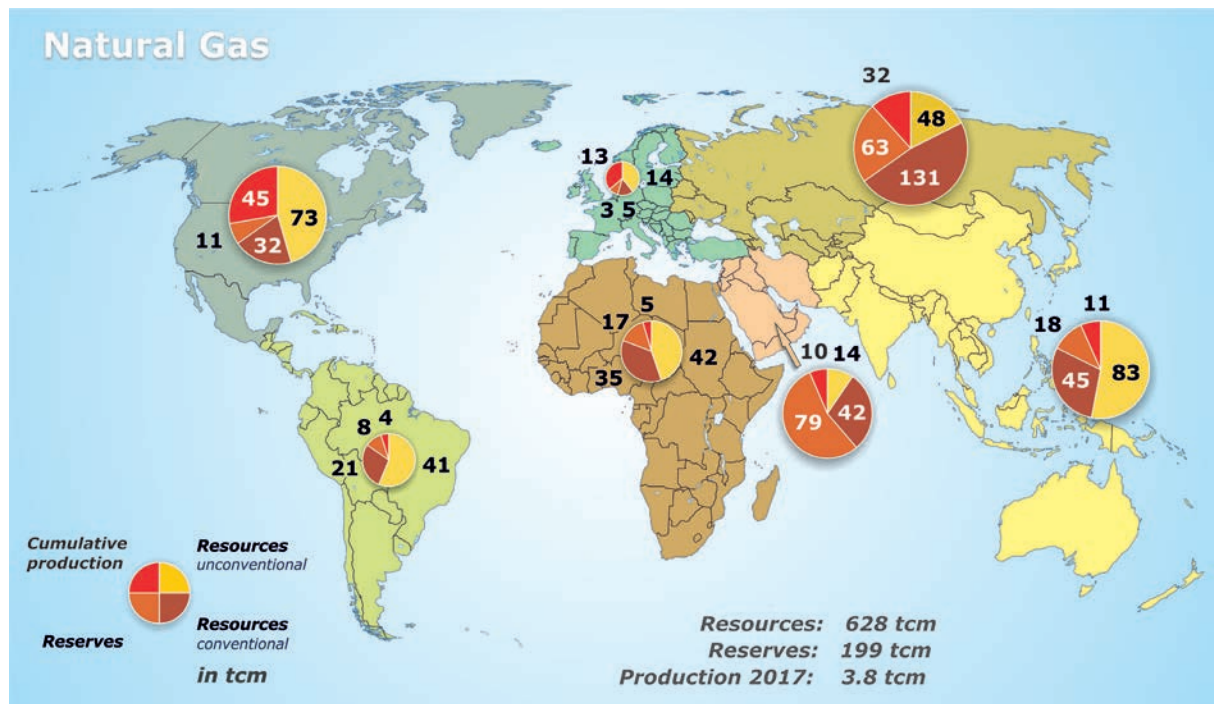 Natural Gas
32
48
63
131
13
14
3
5
45
73
11
32
5
17
42
35
10
14
79
42
11
18
45
83
4
8
21
41
Cumulative
production
Resources
unconventional
Reserves
Resources
conventional
in tcm
Resources: 628 tcm
Reserves: 199 tcm
Production 2017: 3.8 tcm